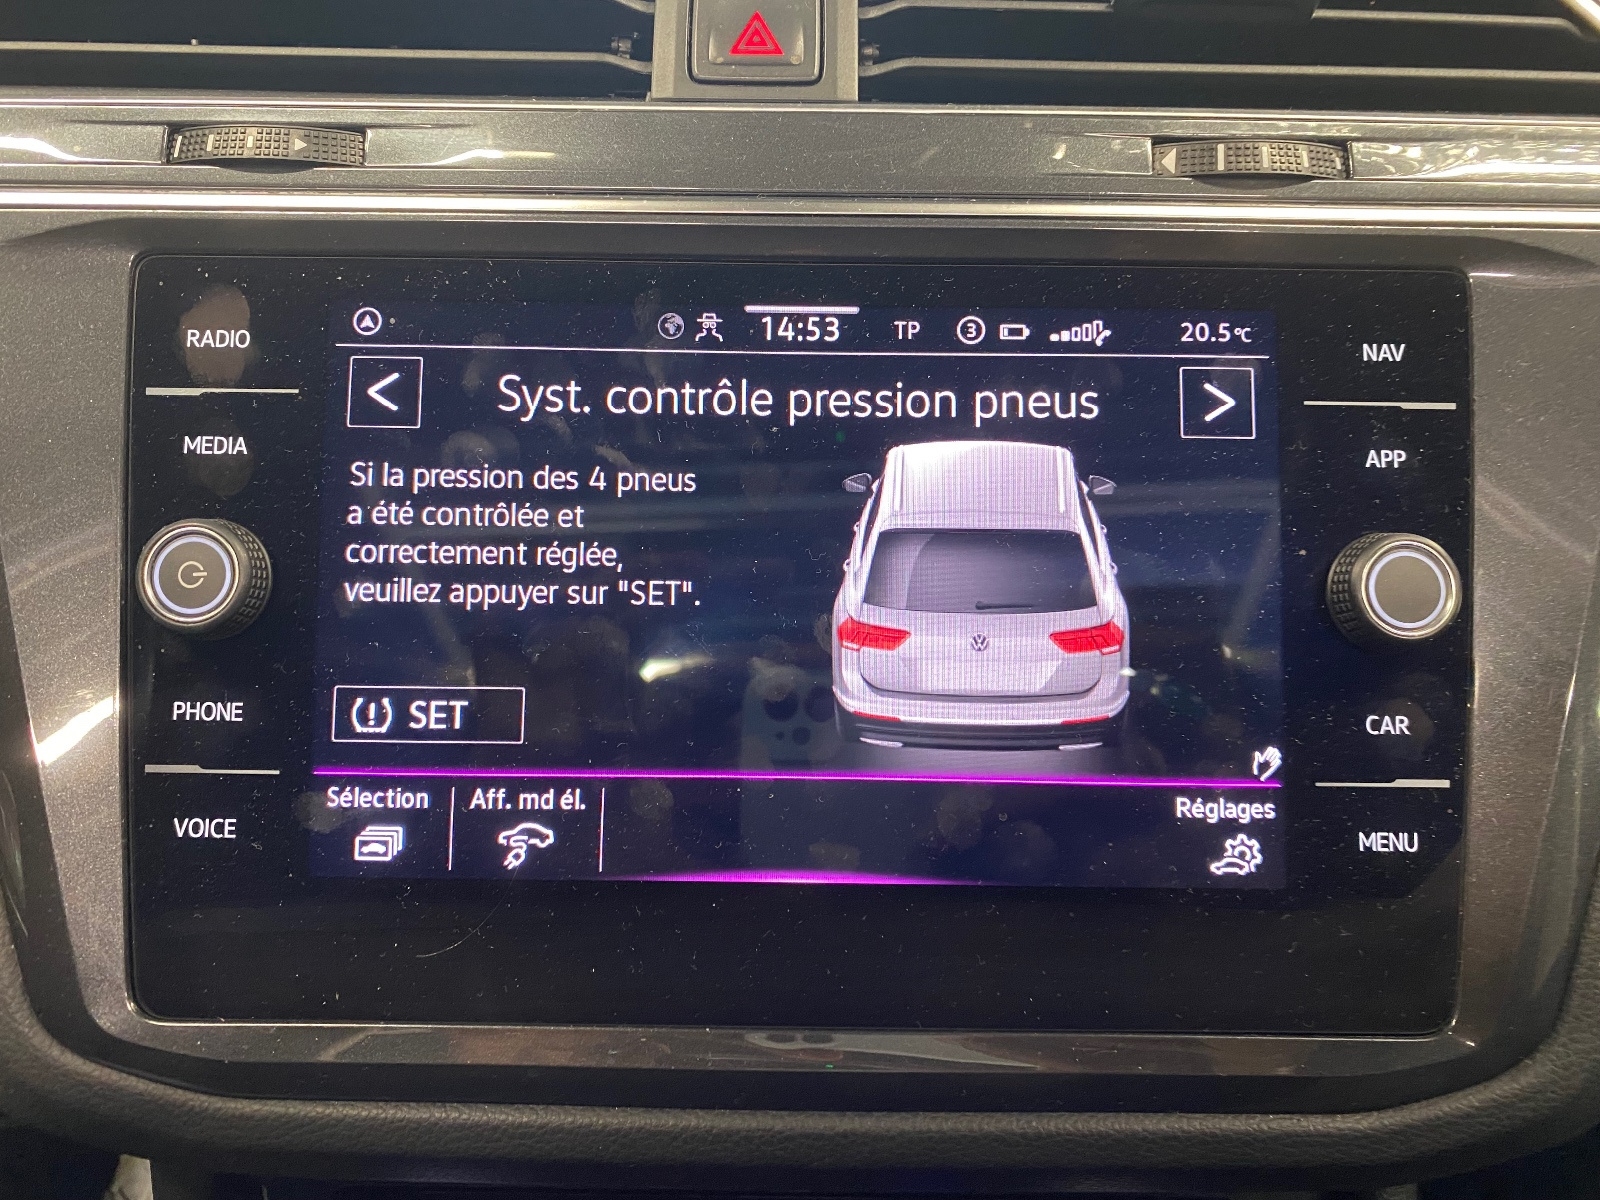 14:53 TP 3 20.5°C
Syst. contrôle pression pneus
Si la pression des 4 pneus
a été contrôlée et
correctement réglée,
veuillez appuyer sur "SET".
SET
Sélection
Aff. md él.
Réglages
RADIO
MEDIA
PHONE
VOICE
NAV
APP
CAR
MENU